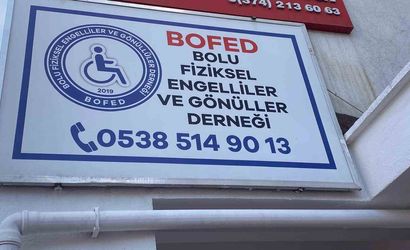 (374) 213 60 63
BOLU FİZİKSEL ENGELLİLER VE GÖNÜLLÜLER DERNEĞİ
2019
BOFED
BOFED
BOLU
FİZİKSEL
ENGELLİLER
VE GÖNÜLLER
DERNEĞİ
0538 514 90 13